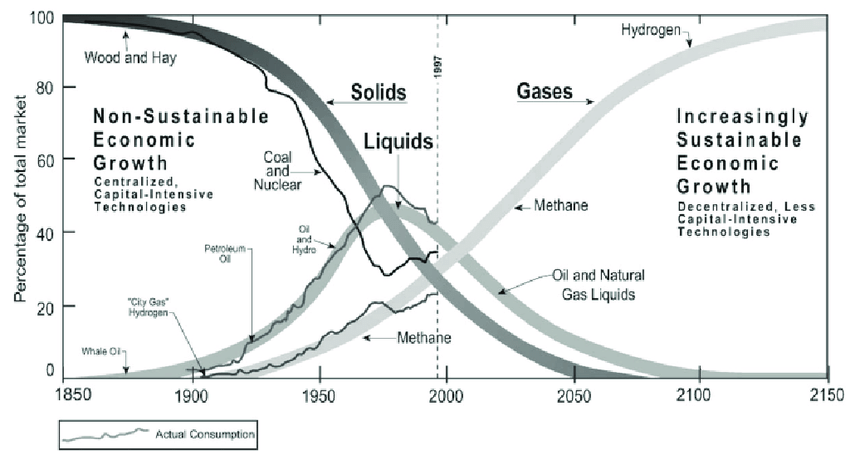 100
Wood and Hay
Hydrogen
1997
80
Solids
Gases
Non-Sustainable
Economic
Growth
Centralized,
Capital-Intensive
Technologies
Increasingly
Sustainable
Economic
Growth
Decentralized, Less
Capital-Intensive
Technologies
Liquids
60
Coal
and
Nuclear
Percentage of total market
Methane
40
Oil
and
Hydro
Petroleum
Oil
Oil and Natural
Gas Liquids
"City Gas"
Hydrogen
20
Methane
Whale Oil
0
1850
1900
1950
2000
2050
2100
2150
Actual Consumption